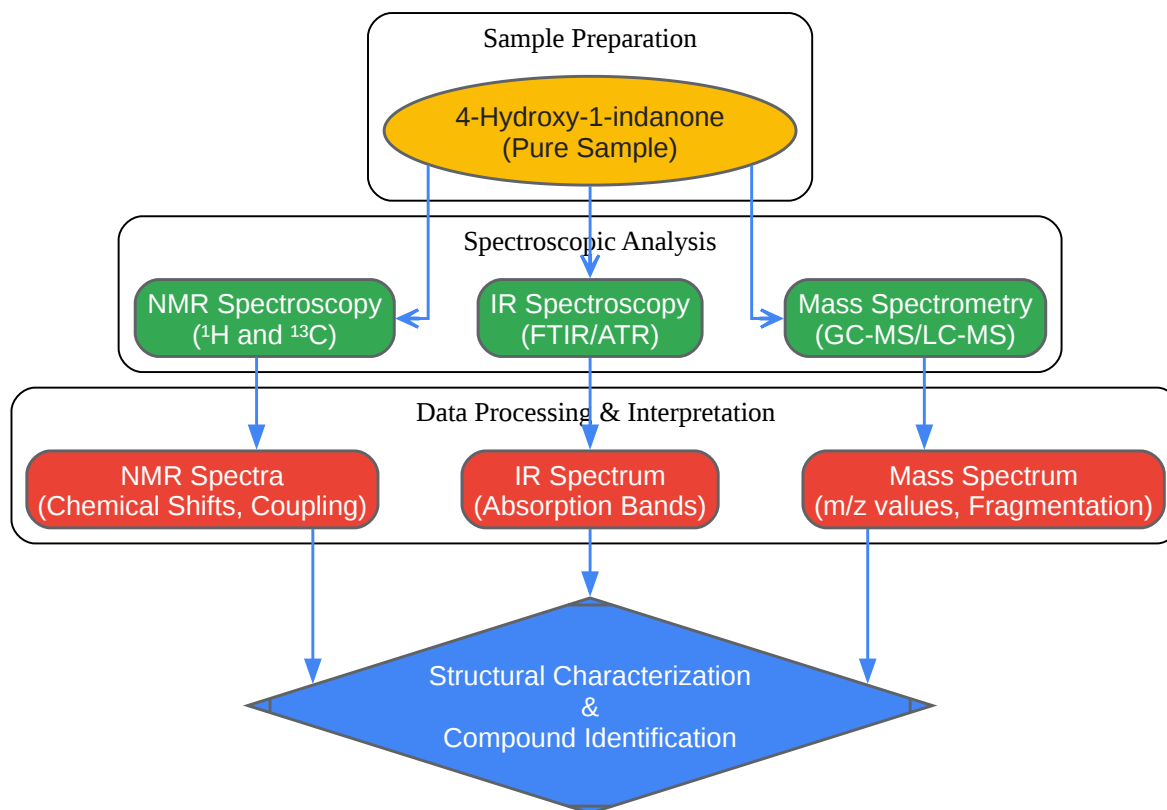 Sample Preparation
4-Hydroxy-1-indanone
(Pure Sample)
Spectroscopic Analysis
NMR Spectroscopy
(¹H and ¹³C)
IR Spectroscopy
(FTIR/ATR)
Mass Spectrometry
(GC-MS/LC-MS)
Data Processing & Interpretation
NMR Spectra
(Chemical Shifts, Coupling)
IR Spectrum
(Absorption Bands)
Mass Spectrum
(m/z values, Fragmentation)
Structural Characterization
&
Compound Identification